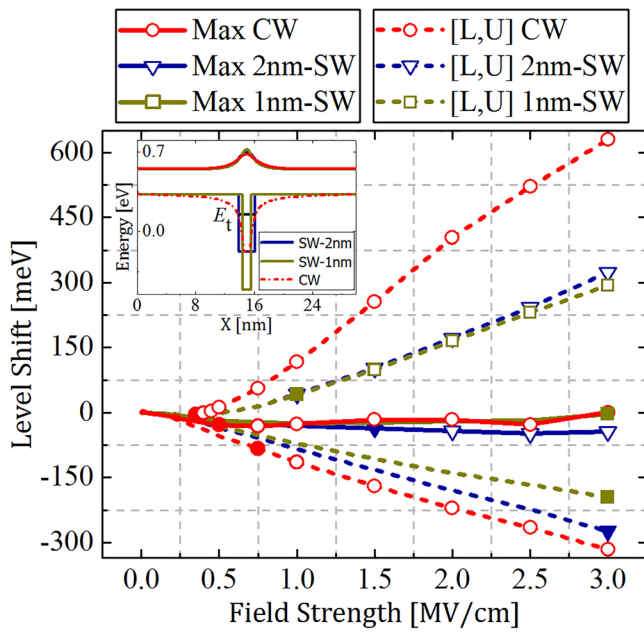 Max CW
[L,U] CW
Max 2nm-SW
[L,U] 2nm-SW
Max 1nm-SW
[L,U] 1nm-SW
Level Shift [meV]
600
450
300
150
0
-150
-300
Energy [eV]
0.7
0.0
Et
SW-2nm
SW-1nm
CW
0 8 16 24
X [nm]
0.0 0.5 1.0 1.5 2.0 2.5 3.0
Field Strength [MV/cm]